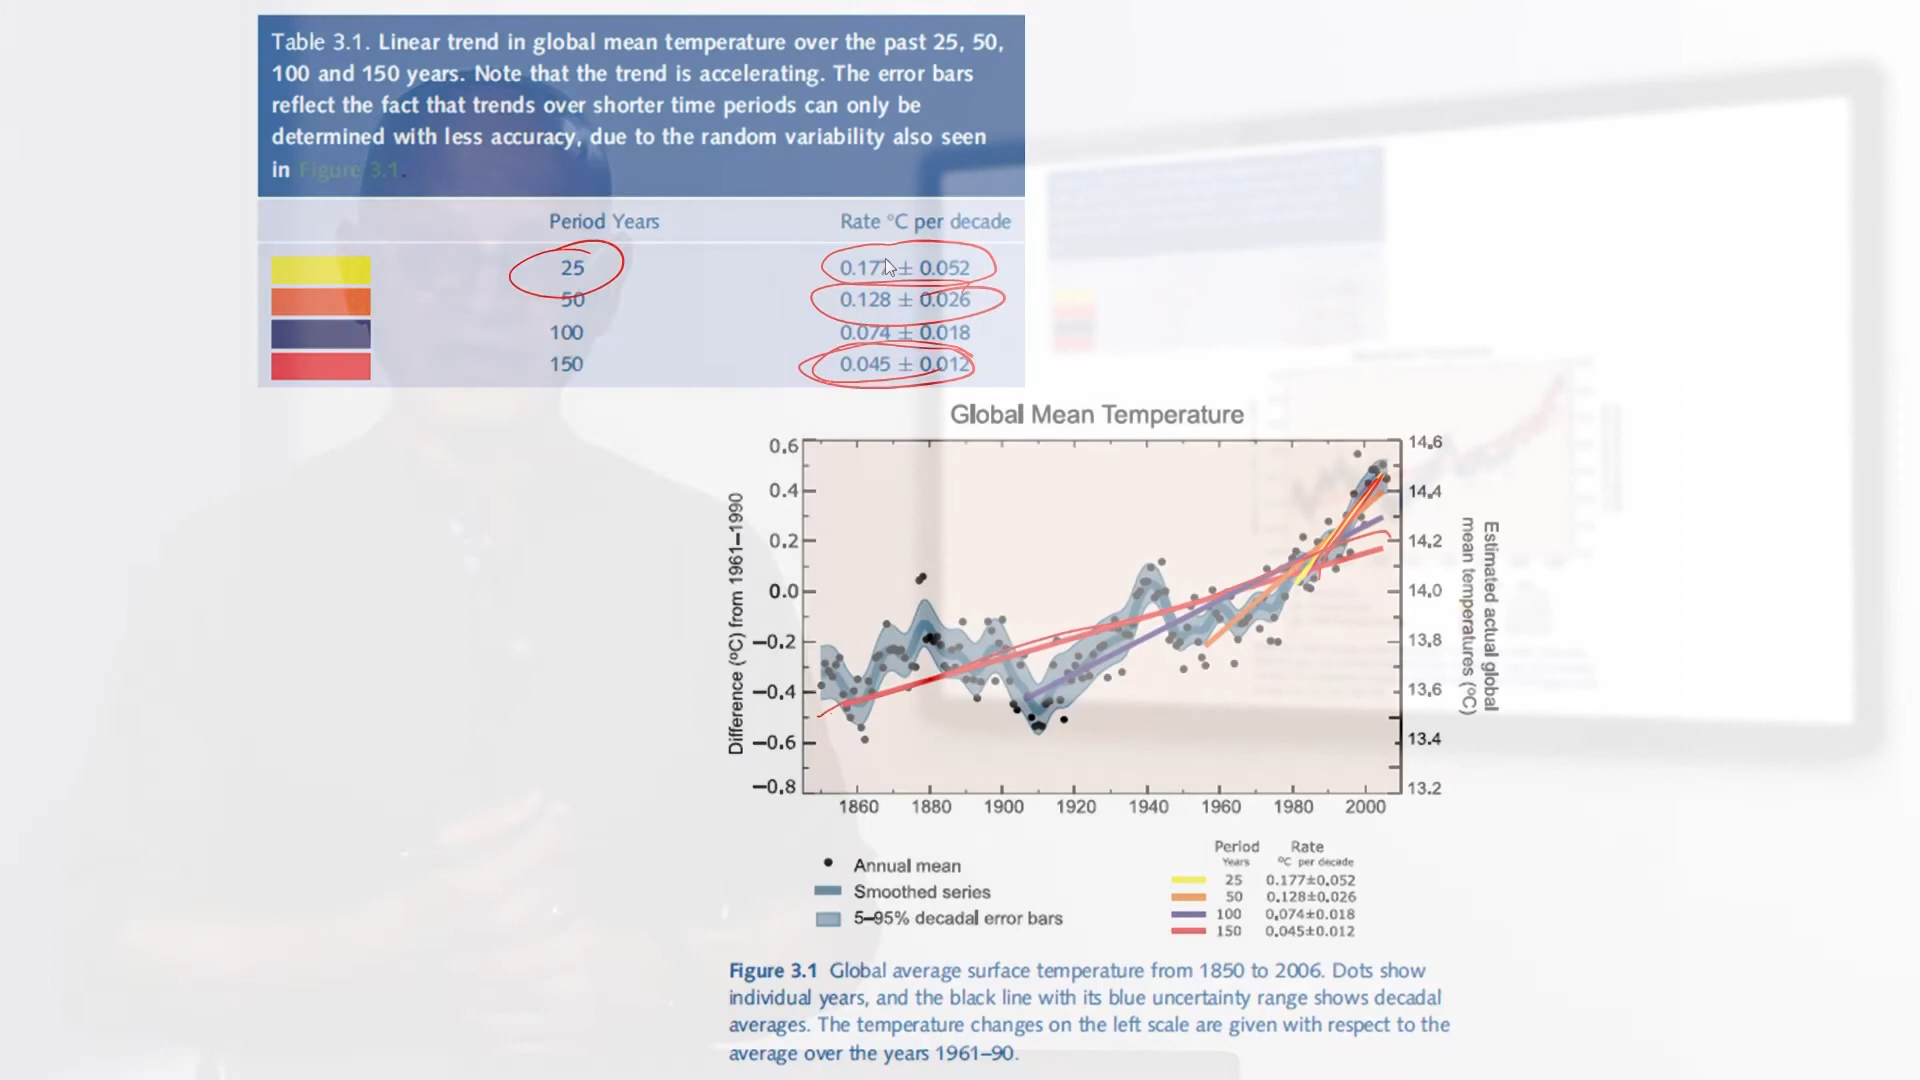 Table 3.1. Linear trend in global mean temperature over the past 25, 50,
100 and 150 years. Note that the trend is accelerating. The error bars
reflect the fact that trends over shorter time periods can only be
determined with less accuracy, due to the random variability also seen
in Figure 3.1.
Period Years Rate °C per decade
25 0.177 ± 0.052
50 0.128 ± 0.026
100 0.074 ± 0.018
150 0.045 ± 0.012
Global Mean Temperature
Difference (°C) from 1961–1990
0.6
0.4
0.2
0.0
−0.2
−0.4
−0.6
−0.8
14.6
14.4
14.2
14.0
13.8
13.6
13.4
13.2
Estimated actual global
mean temperatures (°C)
1860 1880 1900 1920 1940 1960 1980 2000
Annual mean
Smoothed series
5–95% decadal error bars
Period Rate
Years °C per decade
25 0.177±0.052
50 0.128±0.026
100 0.074±0.018
150 0.045±0.012
Figure 3.1 Global average surface temperature from 1850 to 2006. Dots show
individual years, and the black line with its blue uncertainty range shows decadal
averages. The temperature changes on the left scale are given with respect to the
average over the years 1961–90.